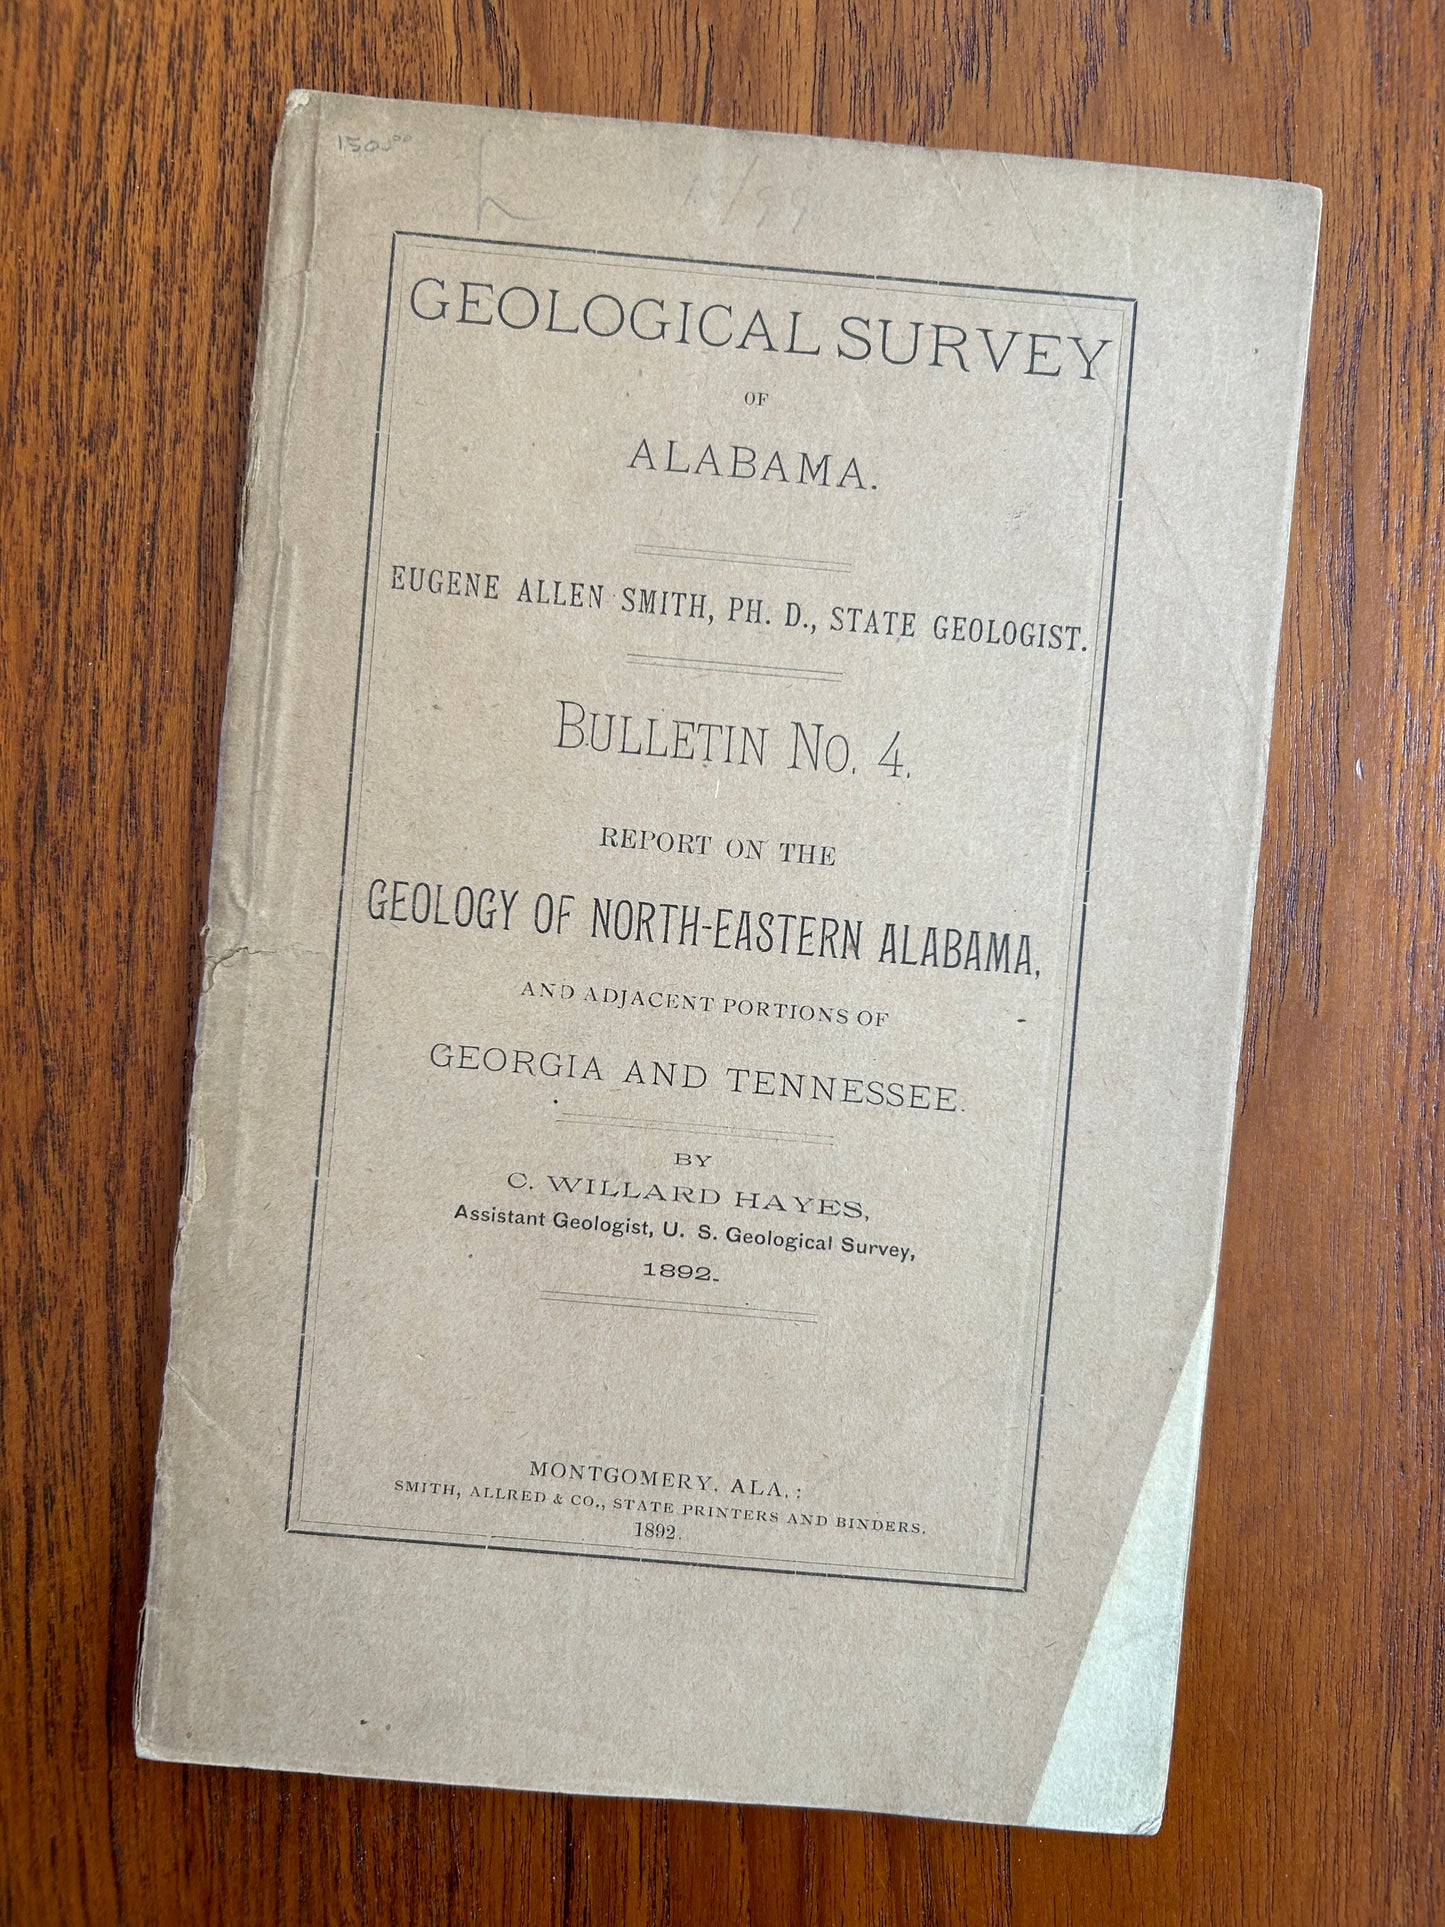 GEOLOGICAL SURVEY
OF
ALABAMA.
EUGENE ALLEN SMITH, PH. D., STATE GEOLOGIST.
BULLETIN NO. 4.
REPORT ON THE
GEOLOGY OF NORTH-EASTERN ALABAMA,
AND ADJACENT PORTIONS OF
GEORGIA AND TENNESSEE.
BY
C. WILLARD HAYES,
Assistant Geologist, U. S. Geological Survey,
1892.
MONTGOMERY, ALA.:
SMITH, ALLRED & CO., STATE PRINTERS AND BINDERS.
1892.